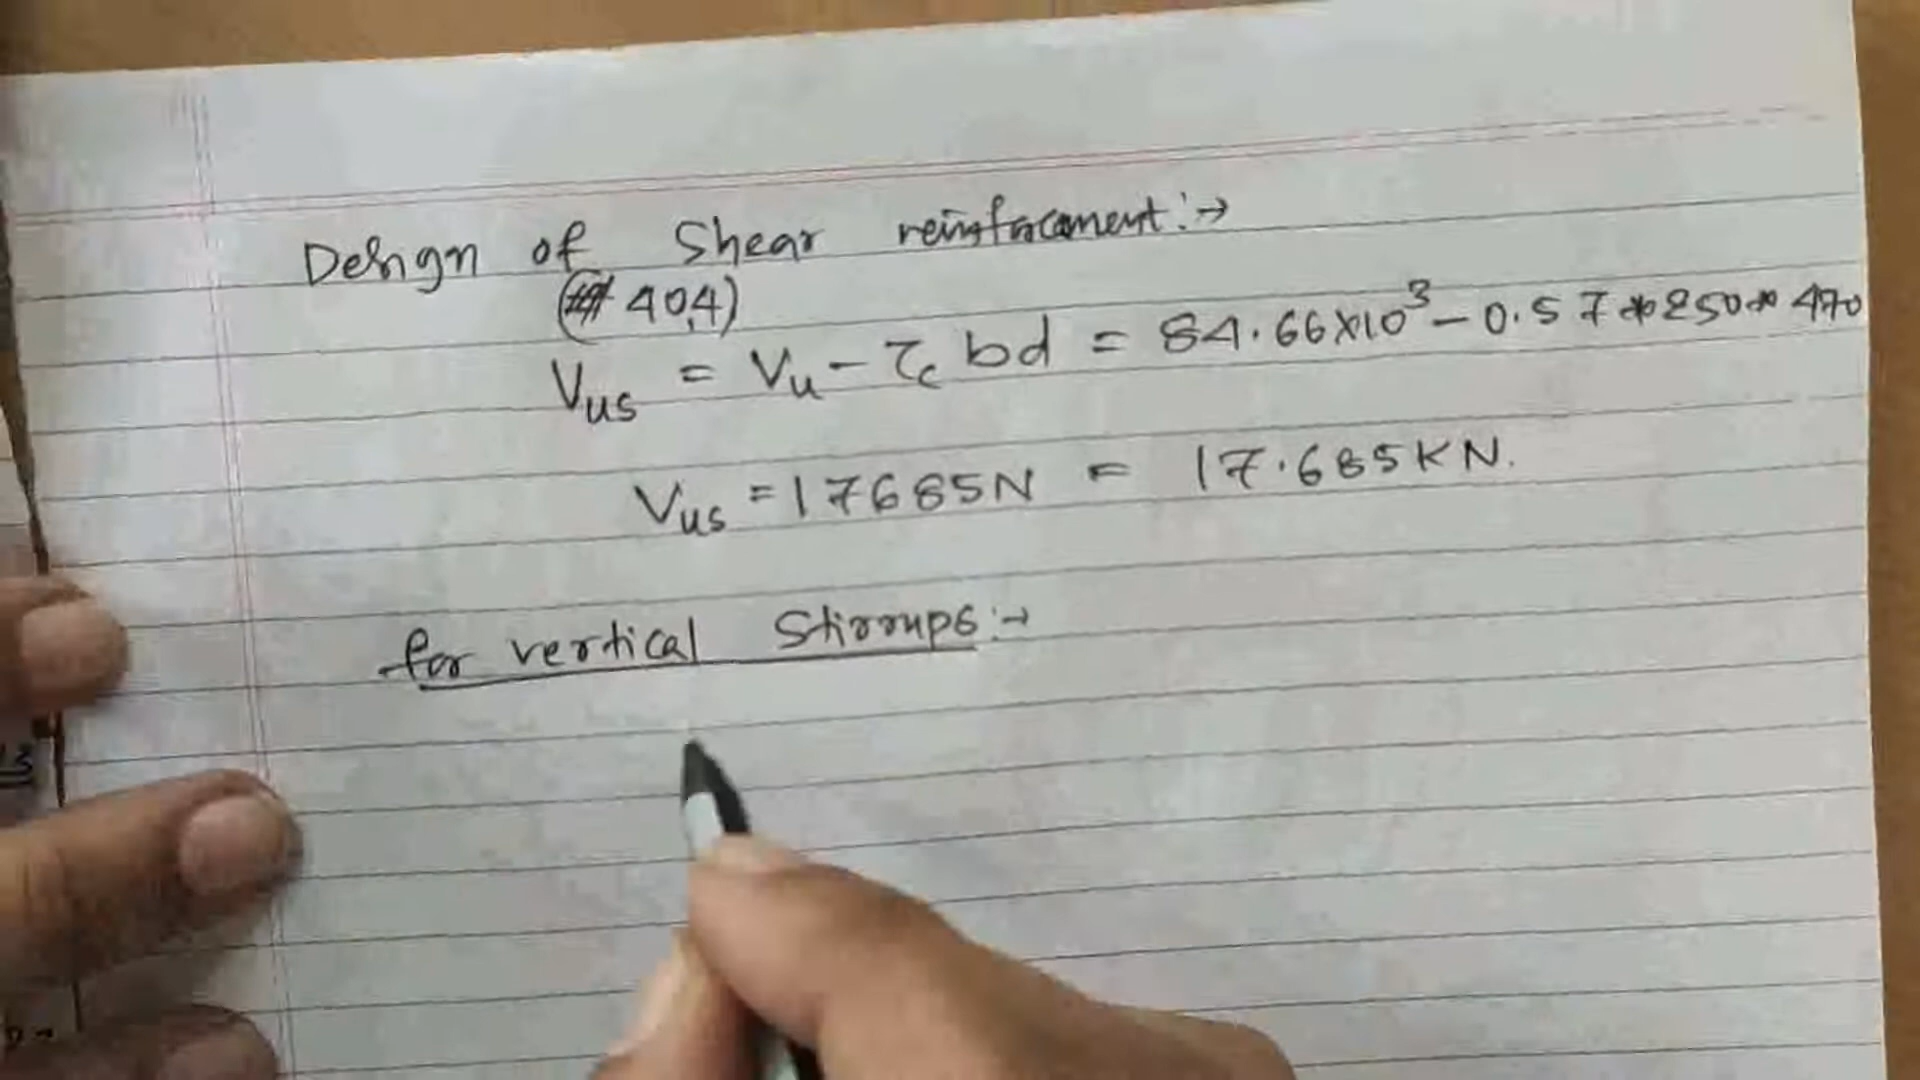 Design of Shear reinforcement:→
(40.4)
Vus = Vu - τc bd = 84.66×10³ - 0.57*250*470
Vus = 17685N = 17.685KN.
for vertical Stirrups:→